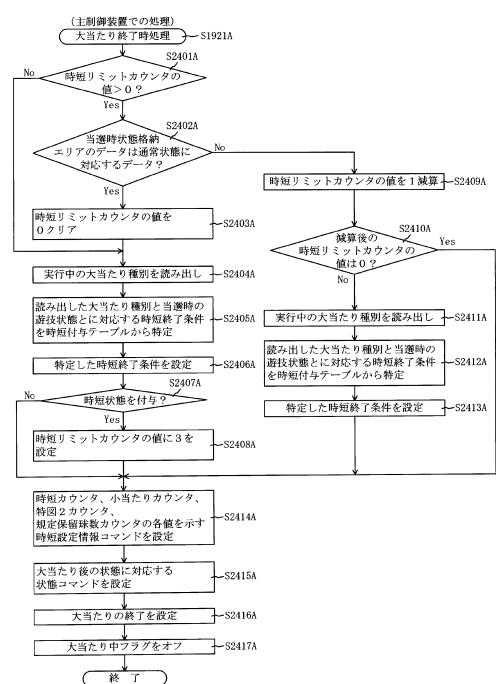 (主制御装置での処理)
大当たり終了時処理
S1921A
S2401A
時短リミットカウンタの
値>0?
No
Yes
S2402A
当選時状態格納
エリアのデータは通常状態に
対応するデータ?
No
Yes
時短リミットカウンタの値を
0クリア
S2403A
実行中の大当たり種別を読み出し
S2404A
読み出した大当たり種別と当選時の
遊技状態とに対応する時短終了条件
を時短付与テーブルから特定
S2405A
特定した時短終了条件を設定
S2406A
S2407A
時短状態を付与?
No
Yes
時短リミットカウンタの値に3を
設定
S2408A
時短リミットカウンタの値を1減算
S2409A
S2410A
減算後の
時短リミットカウンタの
値は0?
Yes
No
実行中の大当たり種別を読み出し
S2411A
読み出した大当たり種別と当選時の
遊技状態とに対応する時短終了条件
を時短付与テーブルから特定
S2412A
特定した時短終了条件を設定
S2413A
時短カウンタ、小当たりカウンタ、
特図2カウンタ、
規定保留球数カウンタの各値を示す
時短設定情報コマンドを設定
S2414A
大当たり後の状態に対応する
状態コマンドを設定
S2415A
大当たりの終了を設定
S2416A
大当たり中フラグをオフ
S2417A
終 了